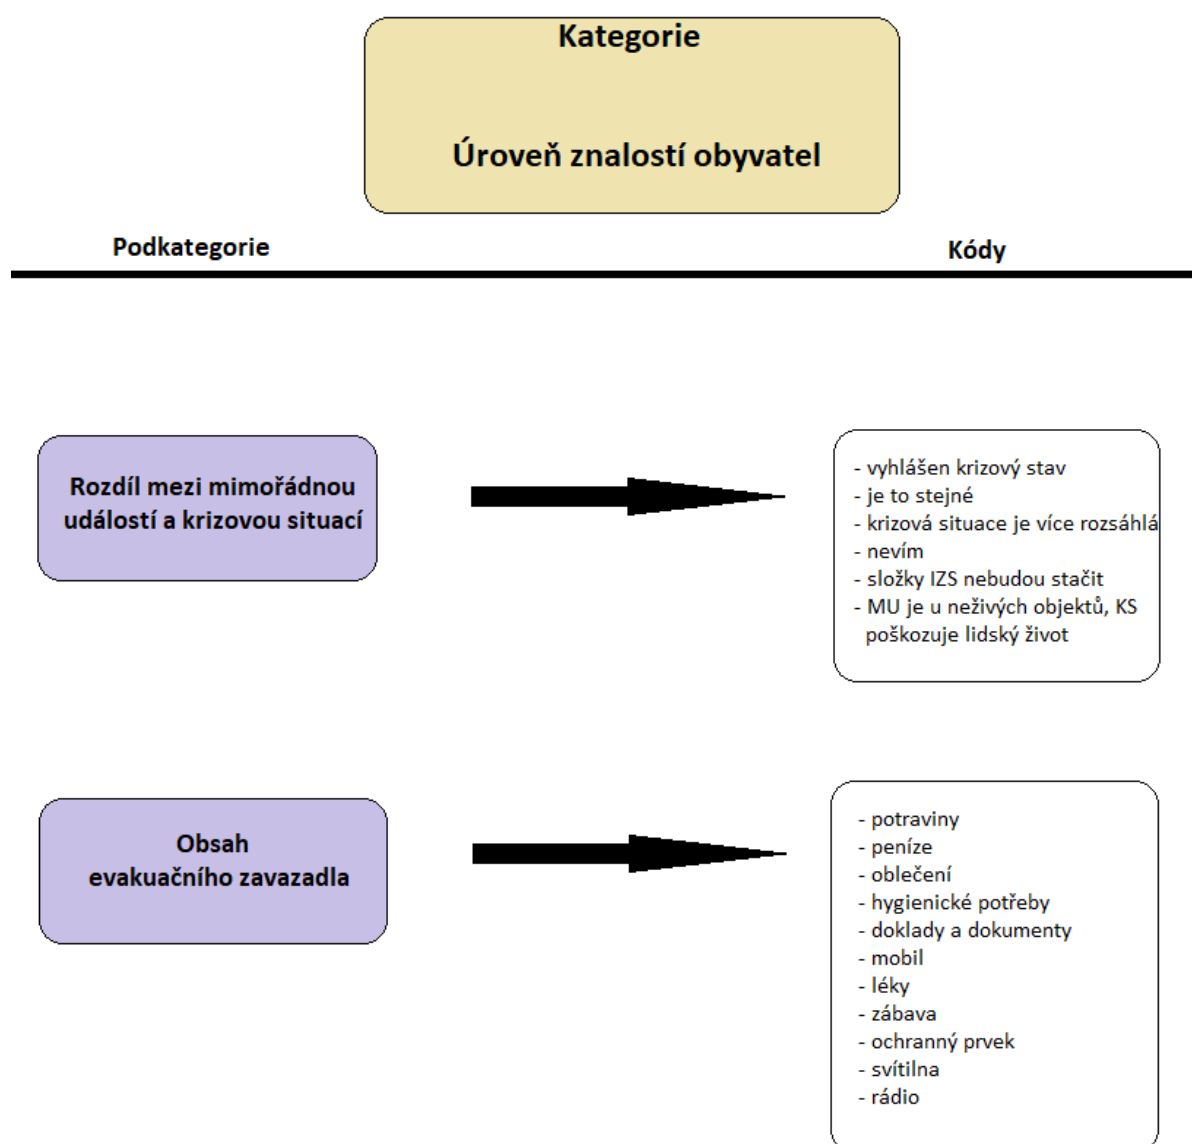 Kategorie
Úroveň znalostí obyvatel
Podkategorie
Kódy
Rozdíl mezi mimořádnou
událostí a krizovou situací
- vyhlášen krizový stav
- je to stejné
- krizová situace je více rozsáhlá
- nevím
- složky IZS nebudou stačit
- MU je u neživých objektů, KS
poškozuje lidský život
Obsah
evakuačního zavazadla
- potraviny
- peníze
- oblečení
- hygienické potřeby
- doklady a dokumenty
- mobil
- léky
- zábava
- ochranný prvek
- svítilna
- rádio